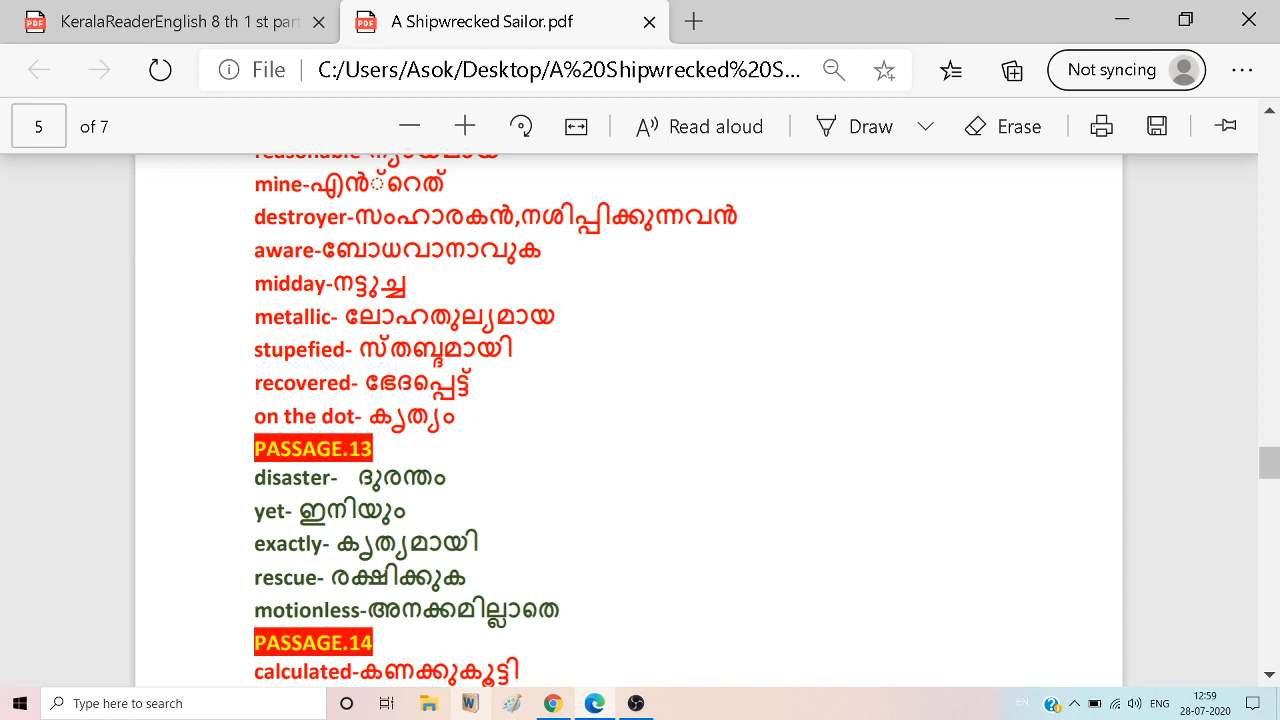 KeralaReaderEnglish 8 th 1 st part
A Shipwrecked Sailor.pdf
File
C:/Users/Asok/Desktop/A%20Shipwrecked%20S...
Not syncing
5 of 7
Read aloud
Draw
Erase
reasonable-ന്യായമായ
mine-എൻ്റെത്
destroyer-സംഹാരകൻ,നശിപ്പിക്കുന്നവൻ
aware-ബോധവാനാവുക
midday-നട്ടുച്ച
metallic- ലോഹതുല്യമായ
stupefied- സ്തബ്ദമായി
recovered- ഭേദപ്പെട്ട്
on the dot- കൃത്യം
PASSAGE.13
disaster- ദുരന്തം
yet- ഇനിയും
exactly- കൃത്യമായി
rescue- രക്ഷിക്കുക
motionless-അനക്കമില്ലാതെ
PASSAGE.14
calculated-കണക്കുകൂട്ടി
Type here to search
EN
ENG
12:59
28-07-2020